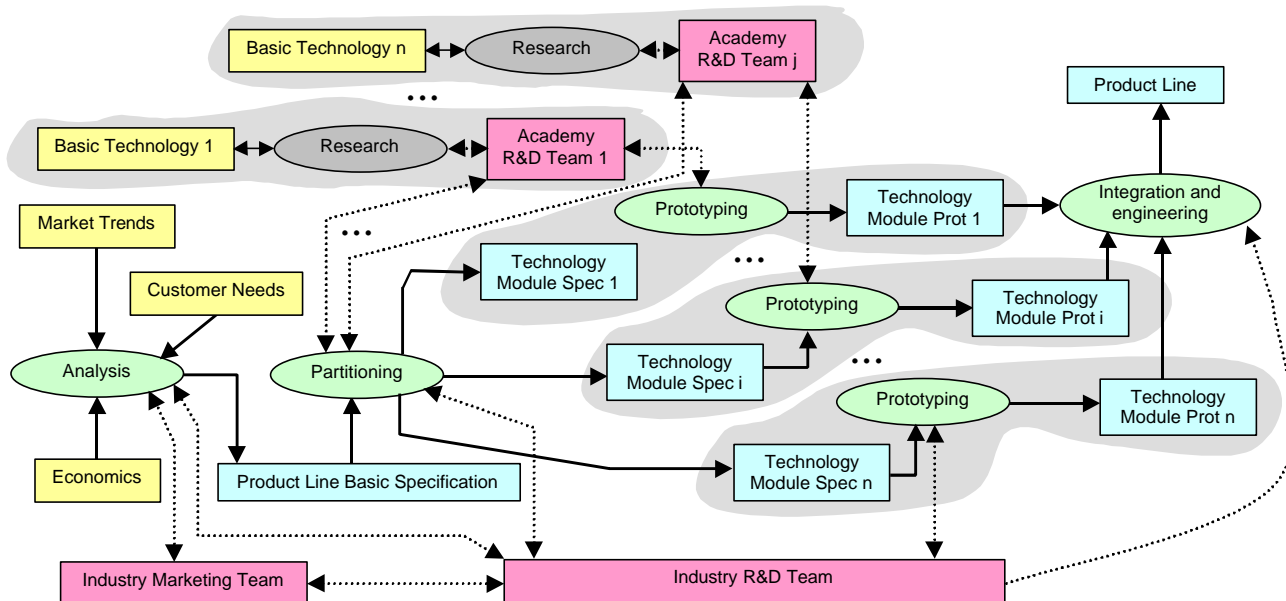 Basic Technology n
Research
Academy
R&D Team j
Product Line
...
Basic Technology 1
Research
Academy
R&D Team 1
Prototyping
Technology
Module Prot 1
Integration and
engineering
Market Trends
...
Technology
Module Spec 1
...
Customer Needs
Prototyping
Technology
Module Prot i
Analysis
Partitioning
Technology
Module Spec i
...
Prototyping
Technology
Module Prot n
Economics
Product Line Basic Specification
Technology
Module Spec n
Industry Marketing Team
Industry R&D Team